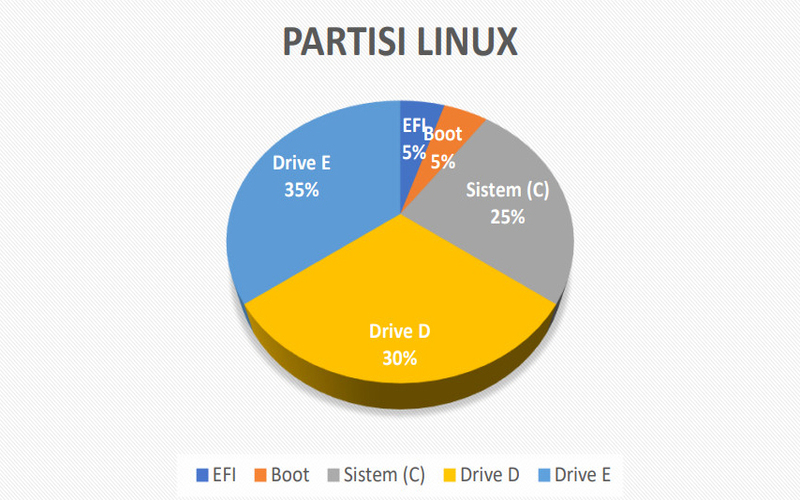 PARTISI LINUX
EFI
5%
Boot
5%
Sistem (C)
25%
Drive D
30%
Drive E
35%
EFI Boot Sistem (C) Drive D Drive E